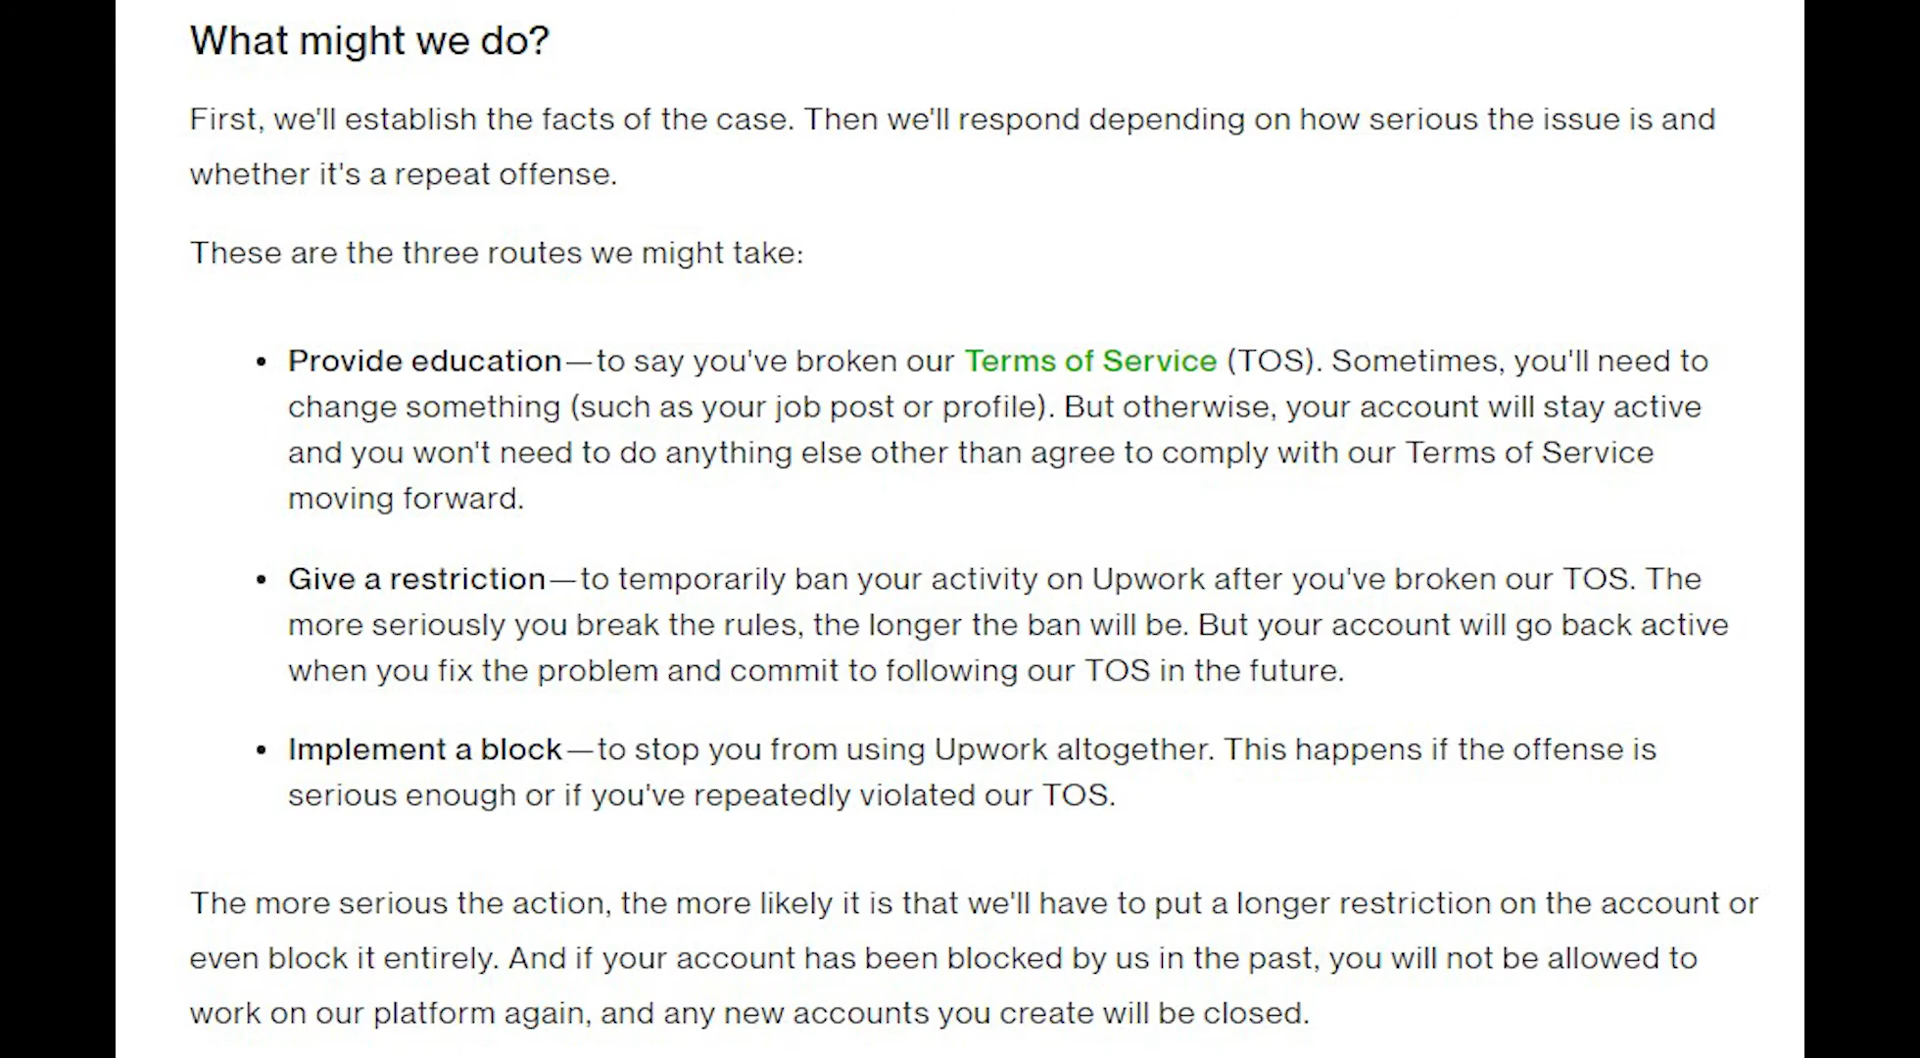 What might we do?
First, we'll establish the facts of the case. Then we'll respond depending on how serious the issue is and
whether it's a repeat offense.
These are the three routes we might take:
• Provide education—to say you've broken our Terms of Service (TOS). Sometimes, you'll need to
change something (such as your job post or profile). But otherwise, your account will stay active
and you won't need to do anything else other than agree to comply with our Terms of Service
moving forward.
• Give a restriction—to temporarily ban your activity on Upwork after you've broken our TOS. The
more seriously you break the rules, the longer the ban will be. But your account will go back active
when you fix the problem and commit to following our TOS in the future.
• Implement a block—to stop you from using Upwork altogether. This happens if the offense is
serious enough or if you've repeatedly violated our TOS.
The more serious the action, the more likely it is that we'll have to put a longer restriction on the account or
even block it entirely. And if your account has been blocked by us in the past, you will not be allowed to
work on our platform again, and any new accounts you create will be closed.